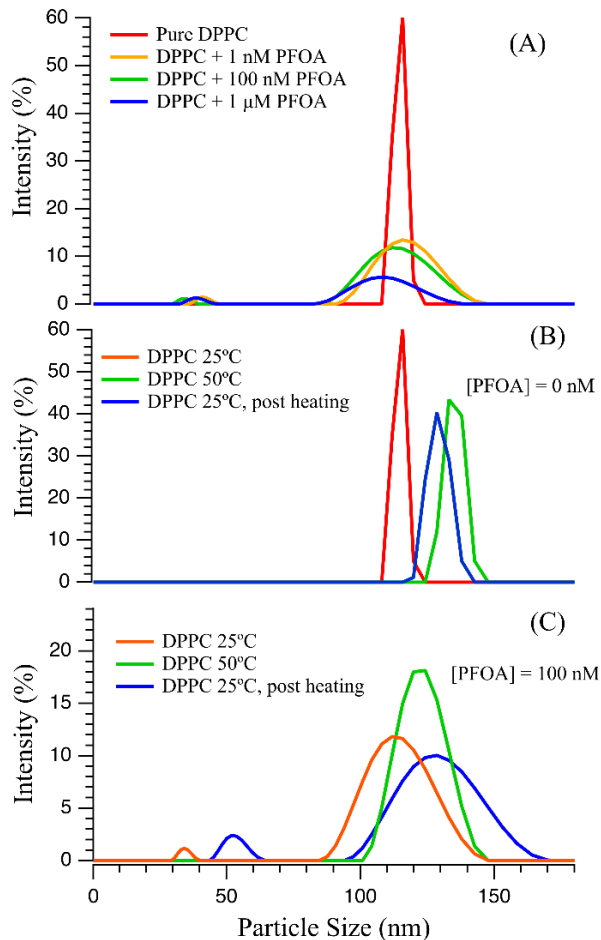 60
50
40
30
20
10
0
Intensity (%)
Pure DPPC
DPPC + 1 nM PFOA
DPPC + 100 nM PFOA
DPPC + 1 µM PFOA
(A)
60
50
40
30
20
10
0
Intensity (%)
DPPC 25ºC
DPPC 50ºC
DPPC 25ºC, post heating
(B)
[PFOA] = 0 nM
20
15
10
5
0
Intensity (%)
DPPC 25ºC
DPPC 50ºC
DPPC 25ºC, post heating
(C)
[PFOA] = 100 nM
0 50 100 150
Particle Size (nm)